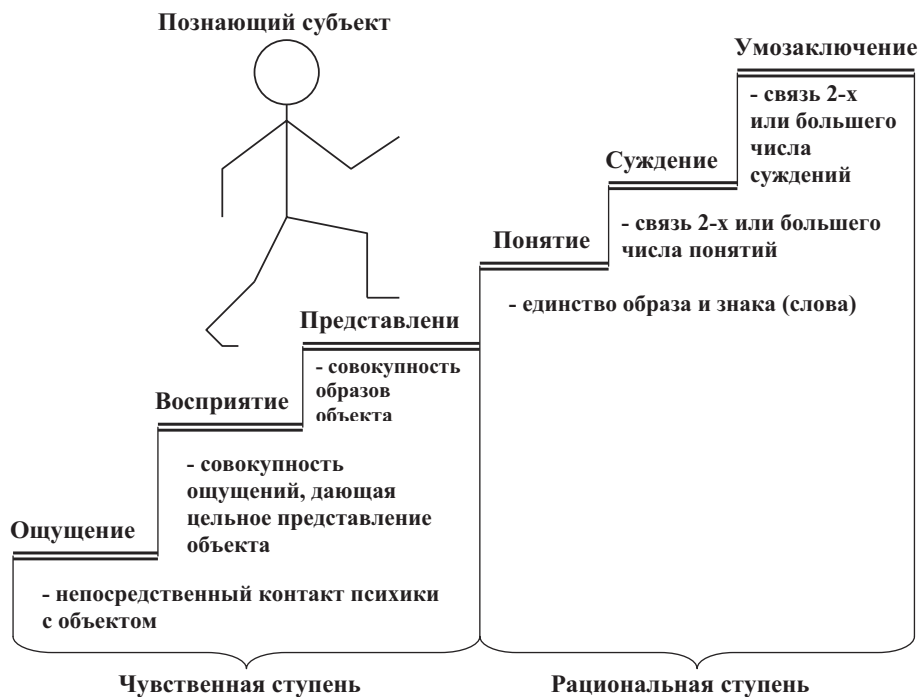 Познающий субъект
Умозаключение
- связь 2-х
или большего
числа
суждений
Суждение
- связь 2-х или большего
числа понятий
Понятие
- единство образа и знака (слова)
Представлени
- совокупность
образов
объекта
Восприятие
- совокупность
ощущений, дающая
цельное представление
объекта
Ощущение
- непосредственный контакт психики
с объектом
Чувственная ступень
Рациональная ступень